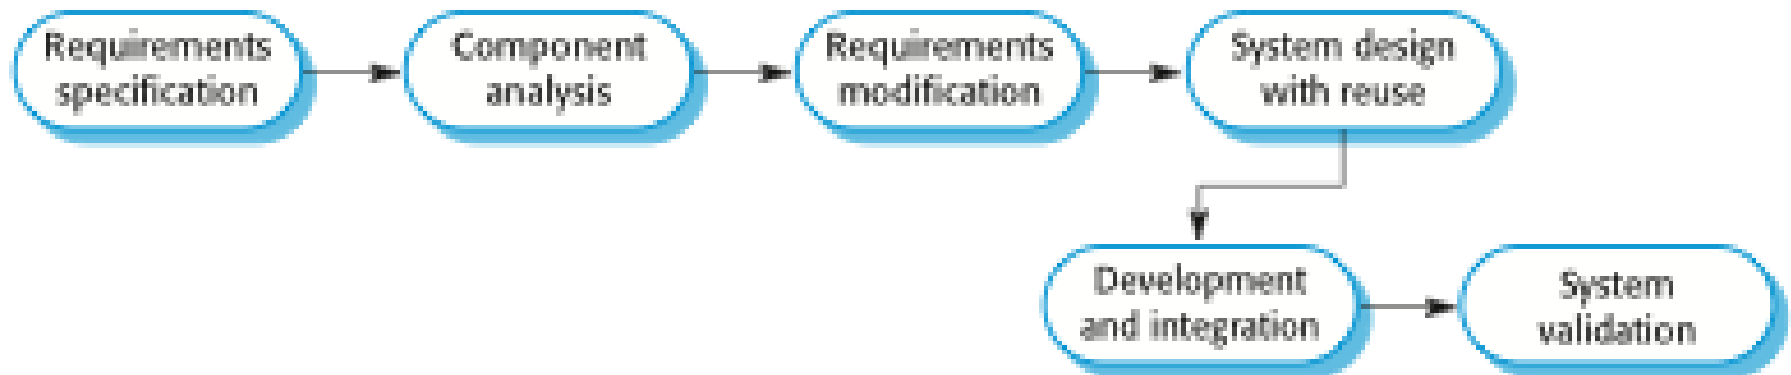 Requirements
specification
Component
analysis
Requirements
modification
System design
with reuse
Development
and integration
System
validation